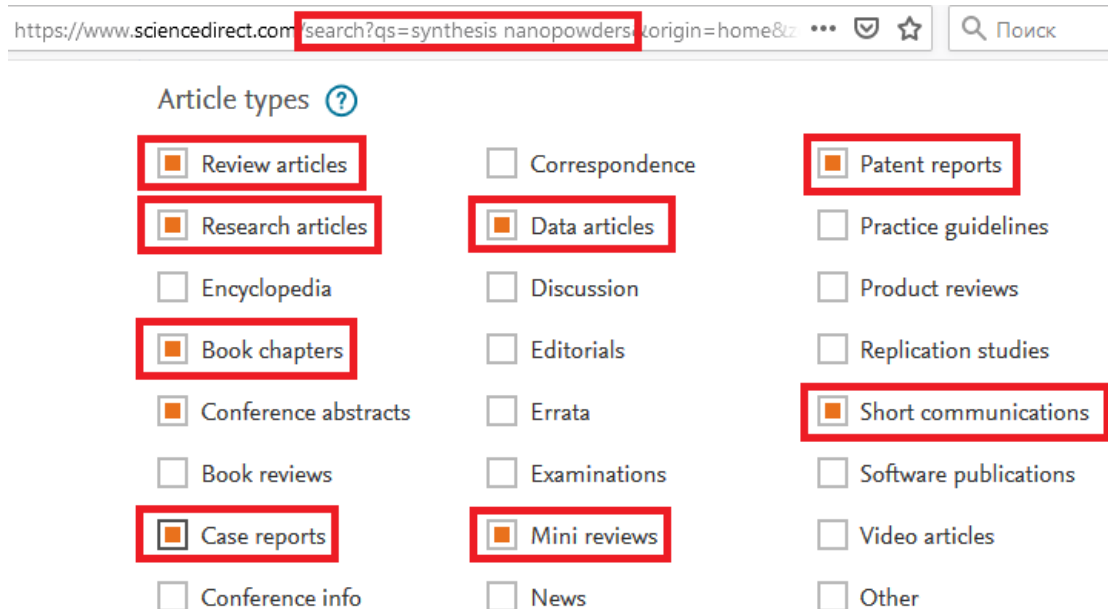 https://www.sciencedirect.com/search?qs=synthesis nanopowders&origin=home&z ••• Поиск
Article types ?
Review articles Correspondence Patent reports
Research articles Data articles Practice guidelines
Encyclopedia Discussion Product reviews
Book chapters Editorials Replication studies
Conference abstracts Errata Short communications
Book reviews Examinations Software publications
Case reports Mini reviews Video articles
Conference info News Other